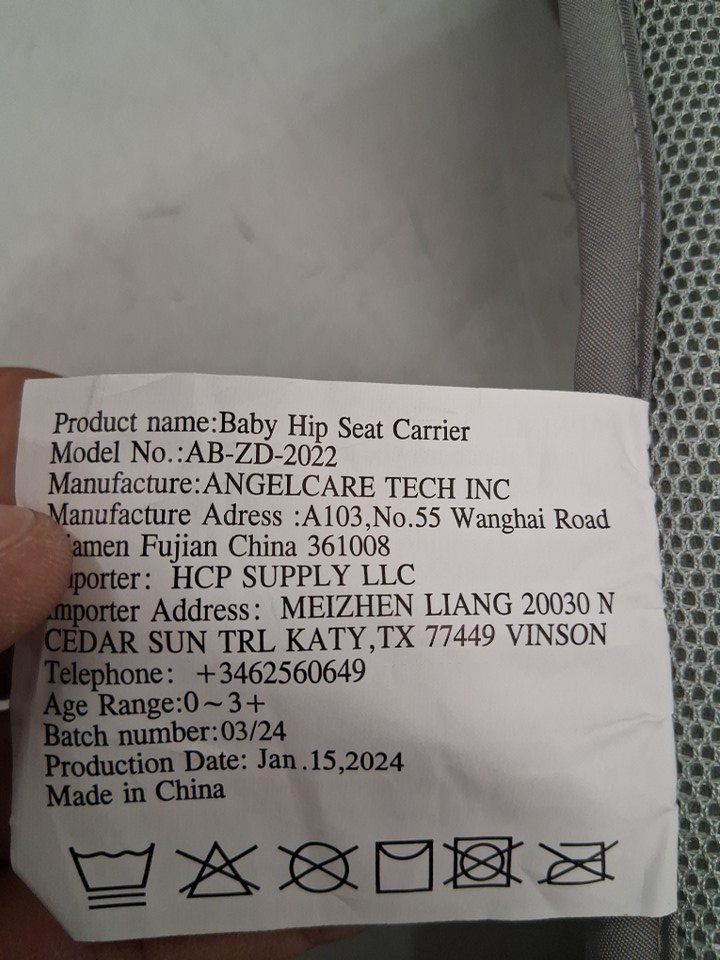 Product name:Baby Hip Seat Carrier
Model No.:AB-ZD-2022
Manufacture:ANGELCARE TECH INC
Manufacture Adress :A103,No.55 Wanghai Road
Fujian China 361008
HCP SUPPLY LLC
Importer Address: MEIZHEN LIANG 20030 N
CEDAR SUN TRL KATY,TX 77449 VINSON
Telephone: +3462560649
Age Range:0~3+
Batch number:03/24
Production Date: Jan.15,2024
Made in China